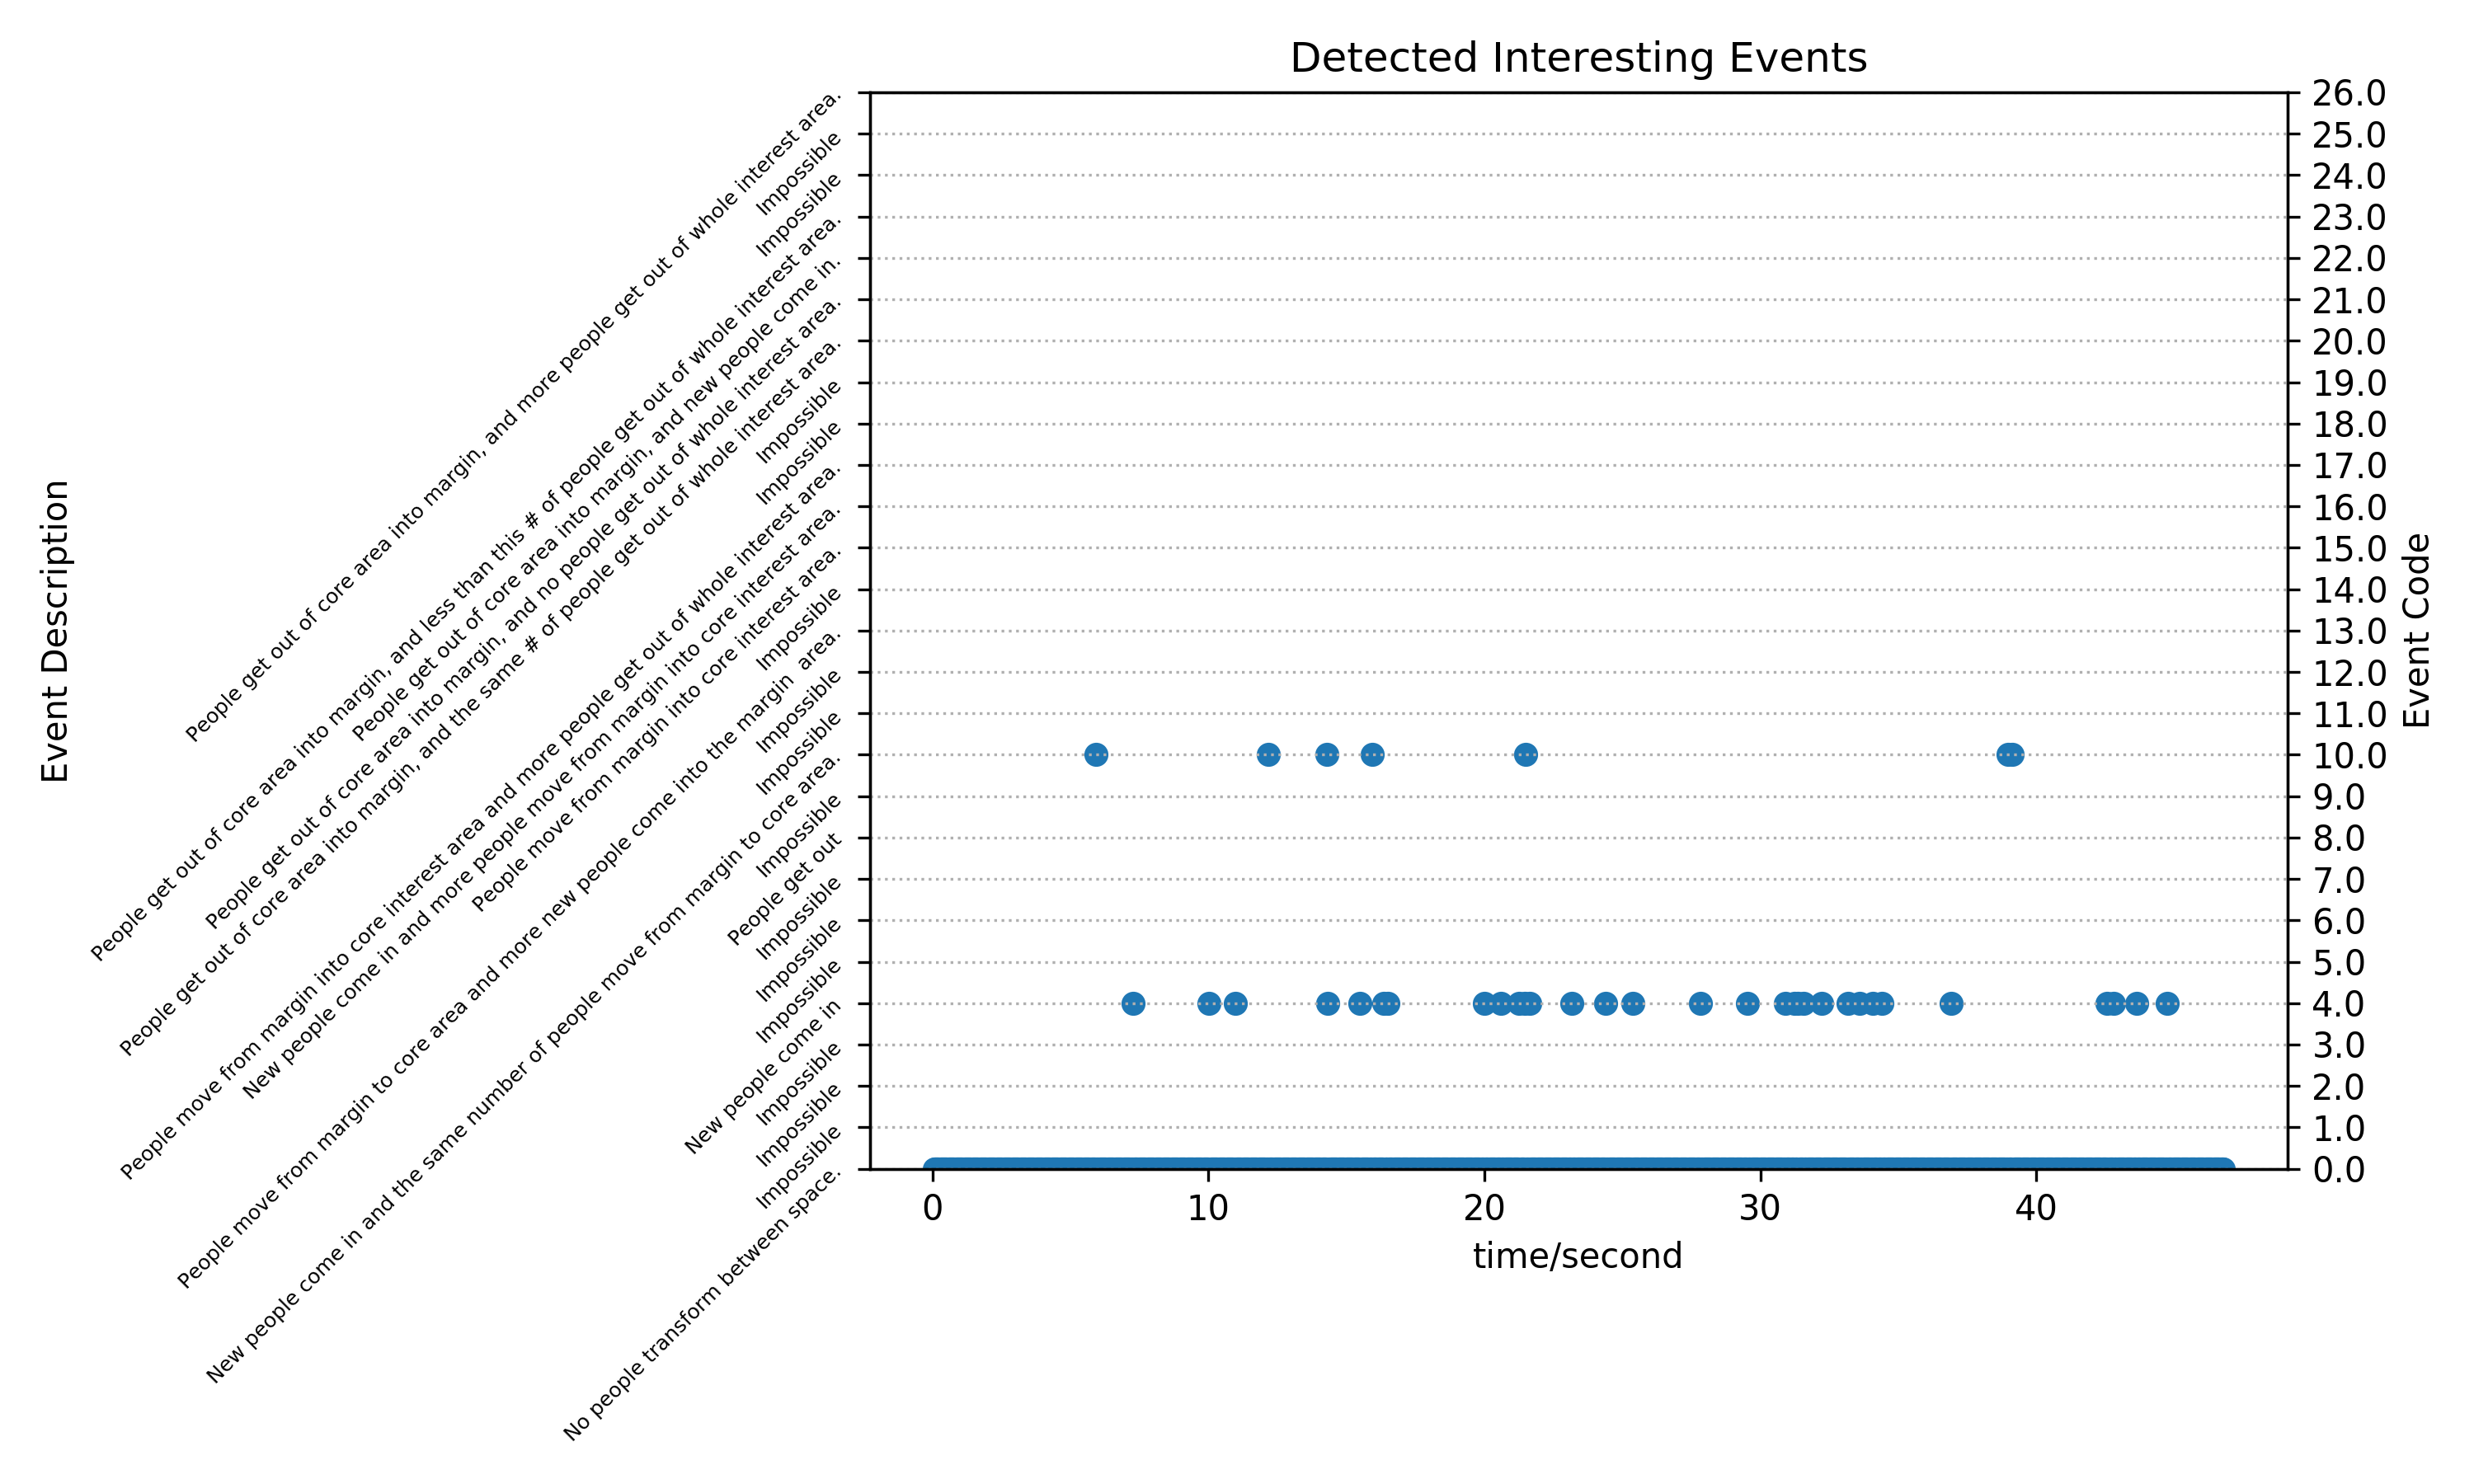 Detected Interesting Events
Event Description
People get out of core area into margin, and more people get out of whole interest area.
Impossible
Impossible
People get out of core area into margin, and less than this # of people get out of whole interest area.
People get out of core area into margin, and new people come in.
People get out of core area into margin, and no people get out of whole interest area.
People get out of core area into margin, and the same # of people get out of whole interest area.
Impossible
Impossible
People move from margin into core interest area and more people get out of whole interest area.
New people come in and more people move from margin into core interest area.
People move from margin into core interest area.
Impossible
People move from margin to core area and more new people come into the margin area.
Impossible
Impossible
New people come in and the same number of people move from margin to core area.
Impossible
People get out
Impossible
Impossible
Impossible
New people come in
Impossible
Impossible
Impossible
No people transform between space.
26.0
25.0
24.0
23.0
22.0
21.0
20.0
19.0
18.0
17.0
16.0
15.0
14.0
13.0
12.0
11.0
10.0
9.0
8.0
7.0
6.0
5.0
4.0
3.0
2.0
1.0
0.0
Event Code
0 10 20 30 40
time/second